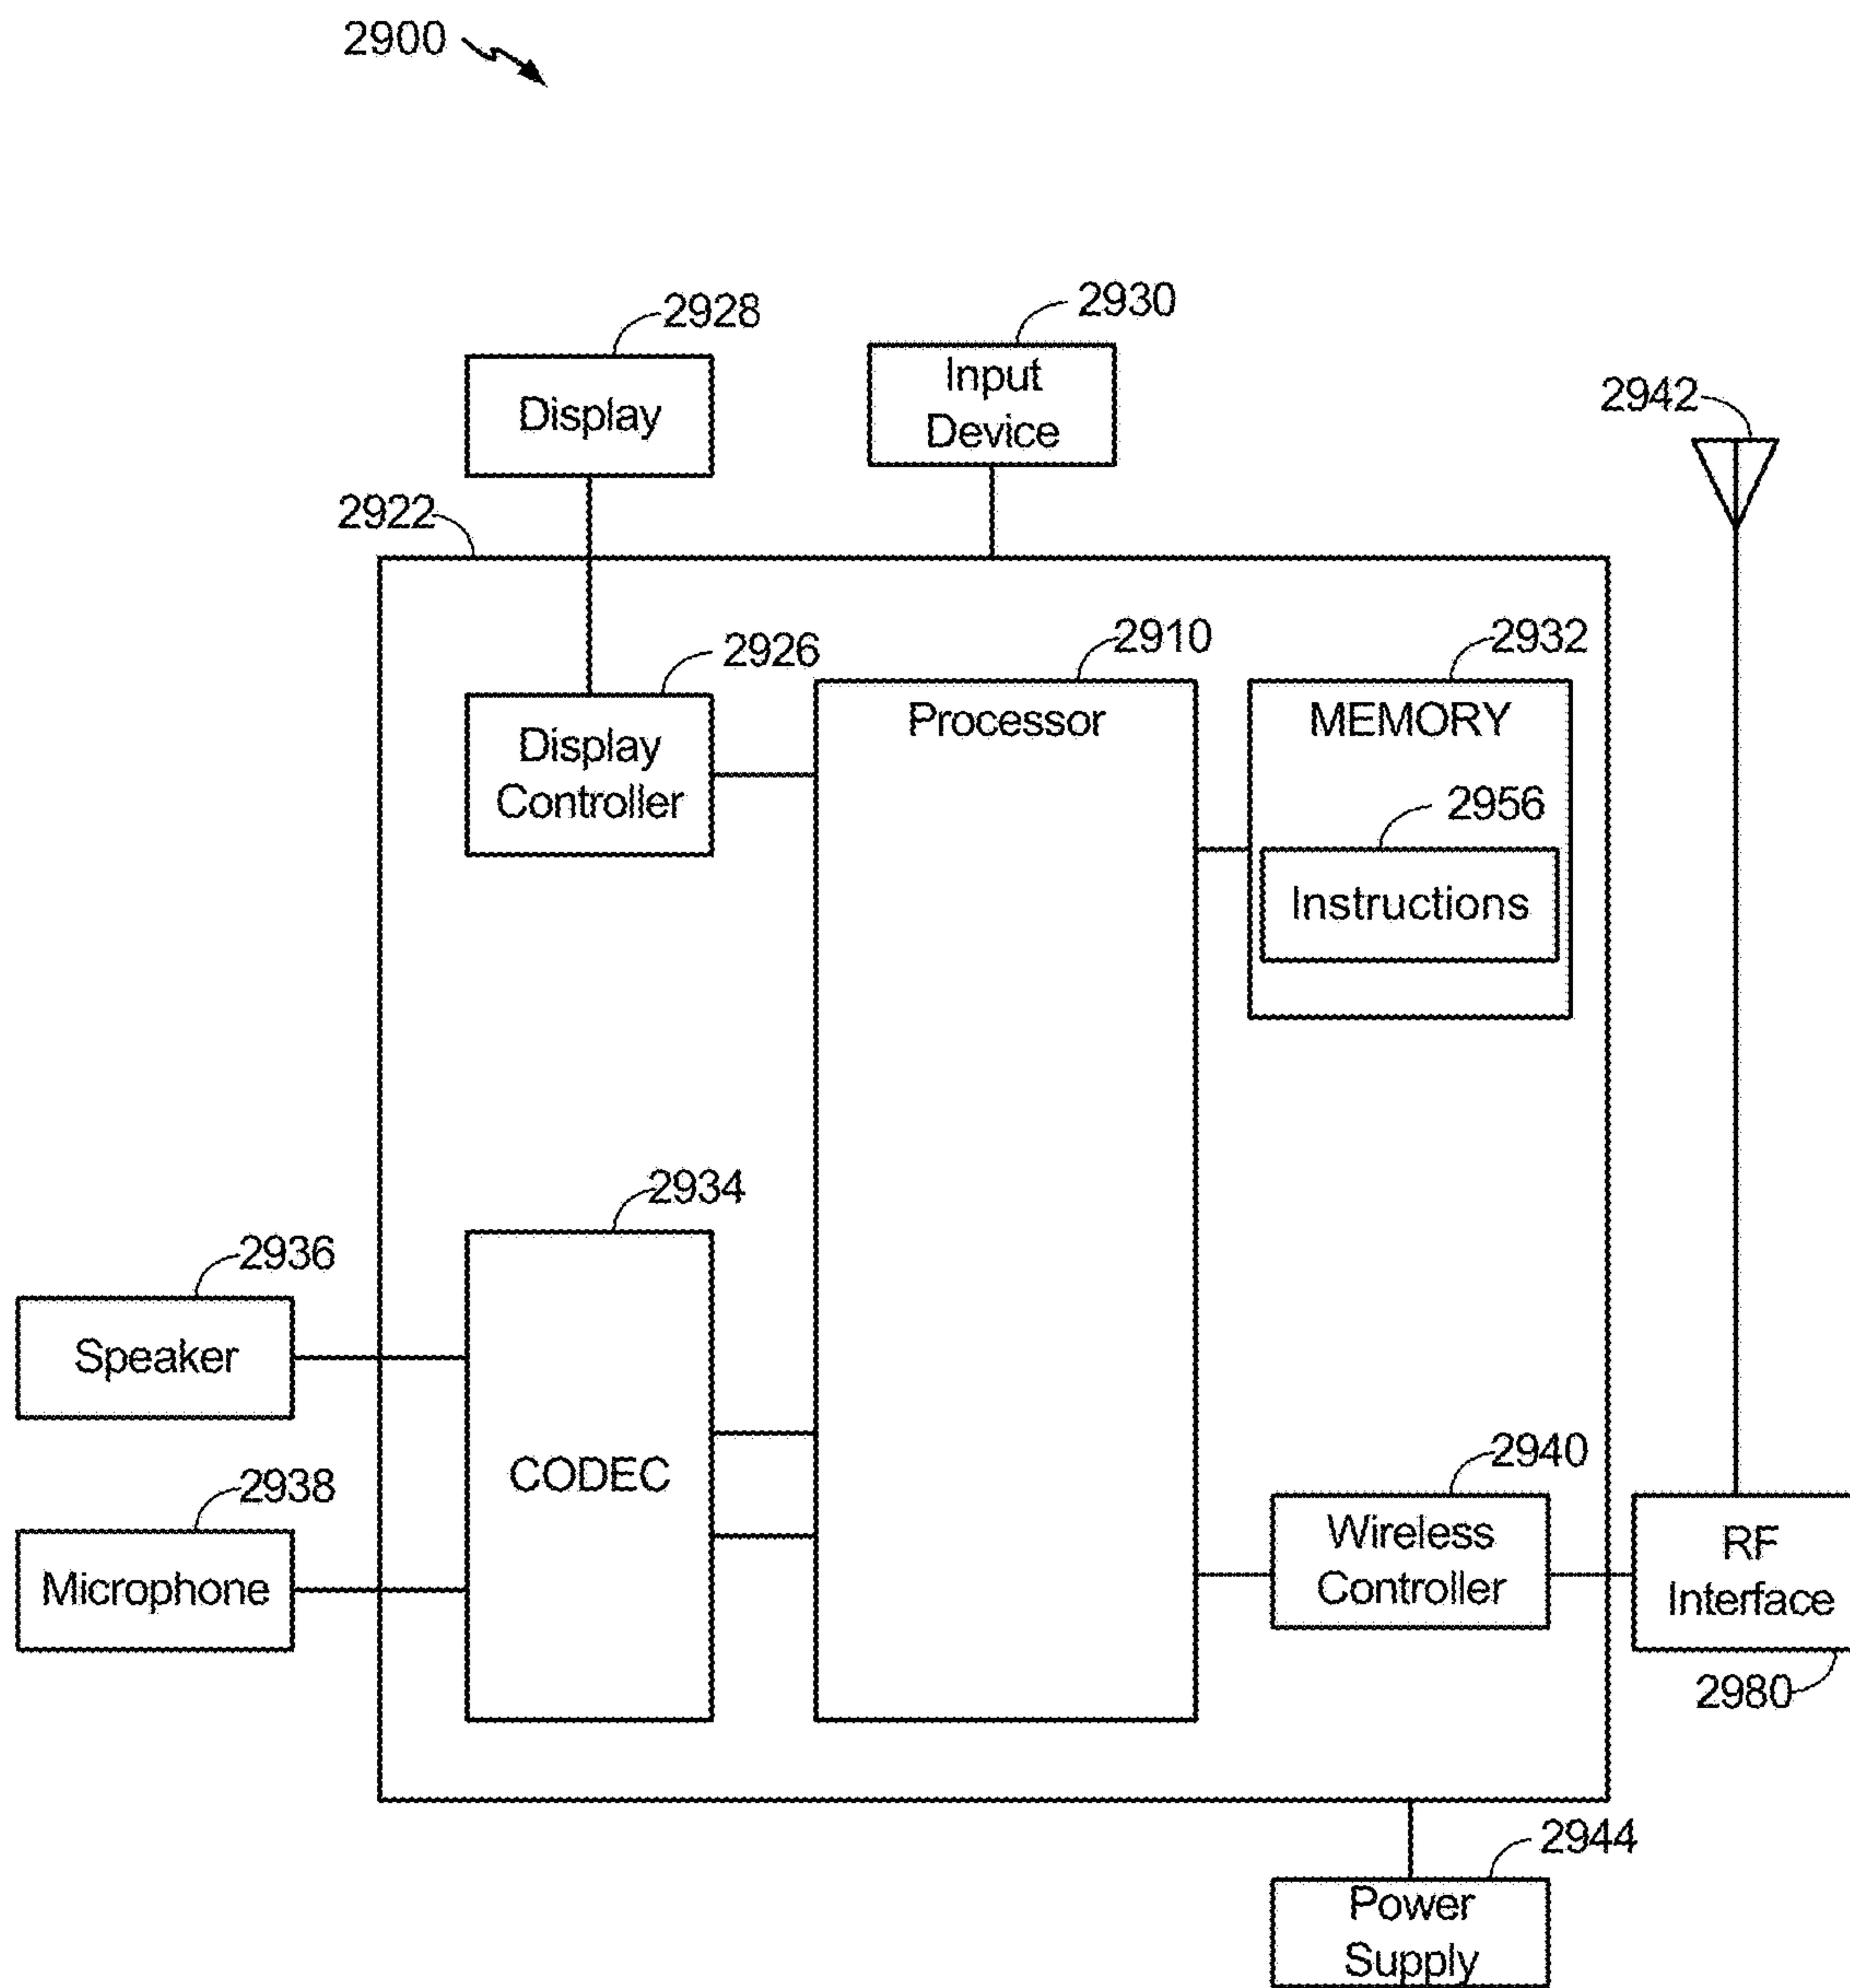 2900
2928
Display
2930
Input
Device
2942
2922
2926
Display
Controller
2910
Processor
2932
MEMORY
2956
Instructions
2934
CODEC
2936
Speaker
2938
Microphone
2940
Wireless
Controller
RF
Interface
2980
2944
Power
Supply